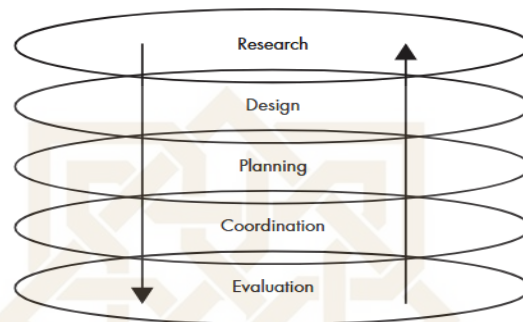 Research
Design
Planning
Coordination
Evaluation